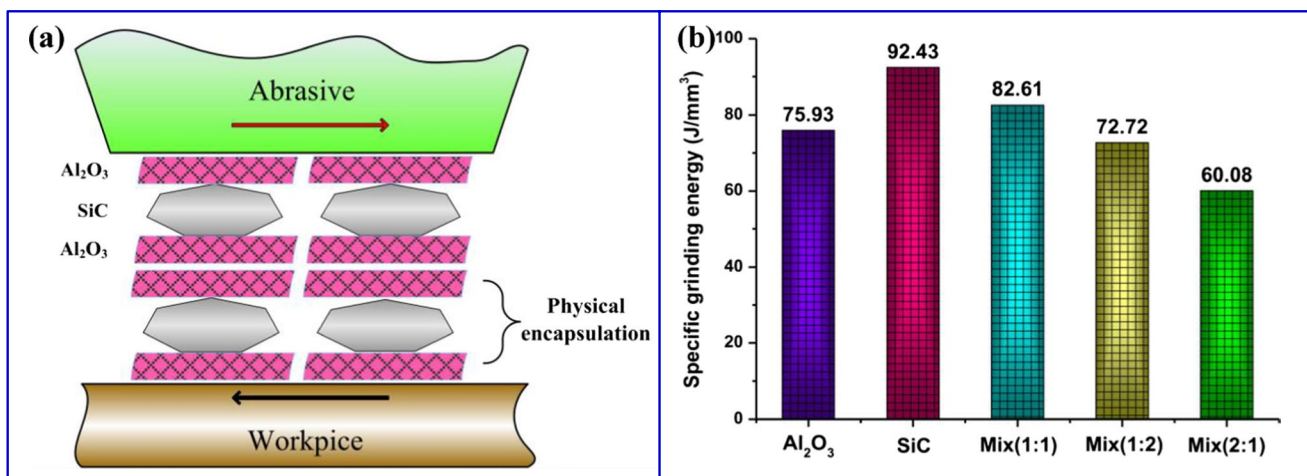 (a)
Abrasive
Al₂O₃
SiC
Al₂O₃
Physical
encapsulation
Workpice
(b)
Specific grinding energy (J/mm³)
100
80
60
40
20
0
75.93
92.43
82.61
72.72
60.08
Al₂O₃
SiC
Mix(1:1)
Mix(1:2)
Mix(2:1)